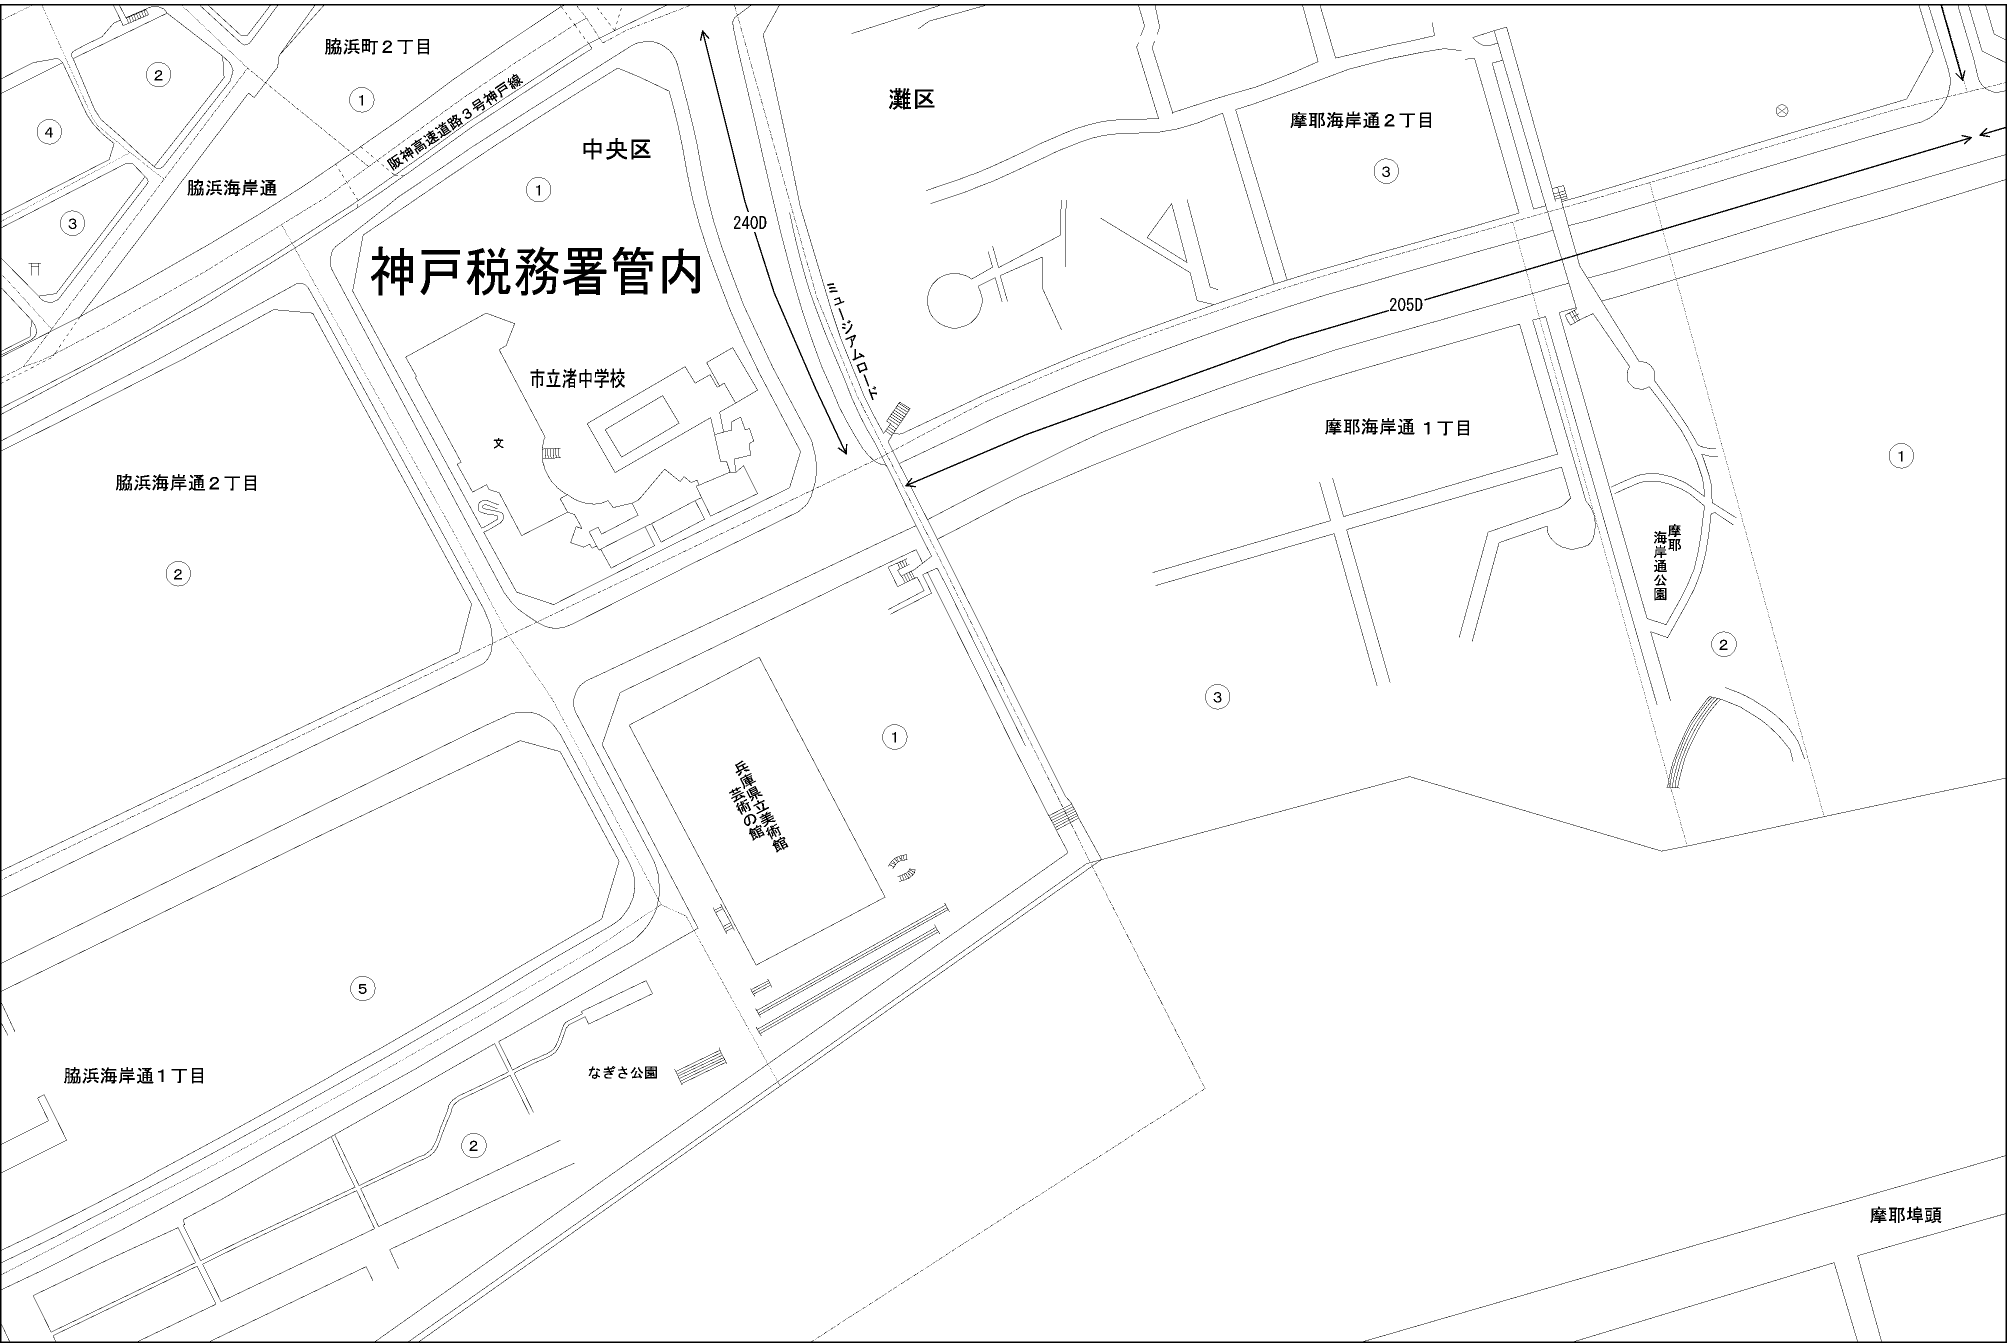 脇浜町2丁目
②
①
阪神高速道路3号神戸線
灘区
摩耶海岸通2丁目
④
中央区
③
脇浜海岸通
①
③
240D
神戸税務署管内
ミュージアムロード
205D
市立渚中学校
文
摩耶海岸通1丁目
①
脇浜海岸通2丁目
②
摩耶
海岸通公園
②
③
①
兵庫県立美術館
芸術の館
⑤
脇浜海岸通1丁目
なぎさ公園
②
摩耶埠頭